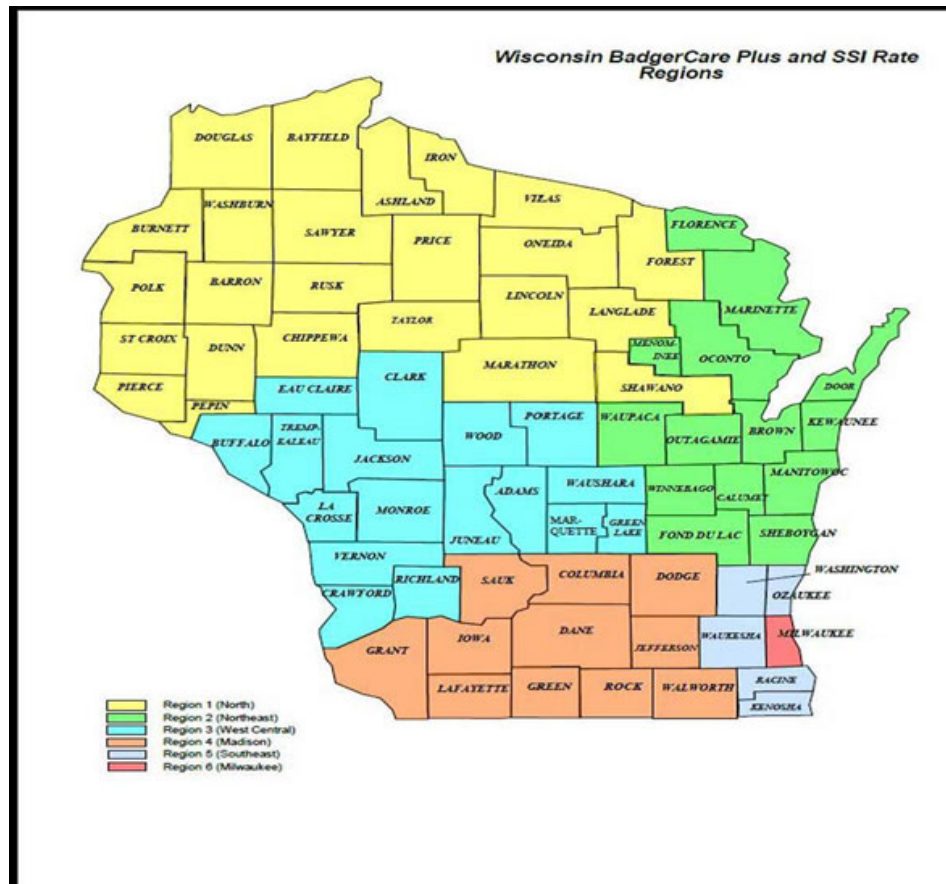 Wisconsin BadgerCare Plus and SSI Rate
Regions
DOUGLAS
BAYFIELD
IRON
ASHLAND
VILAS
WASHBURN
BURNETT
SAWYER
PRICE
ONEIDA
FLORENCE
FOREST
POLK
BARRON
RUSK
LINCOLN
LANGLADE
MARINETTE
TAYLOR
ST CROIX
DUNN
CHIPPEWA
MENOM-
INEE
OCONTO
MARATHON
CLARK
PIERCE
EAU CLAIRE
SHAWANO
DOOR
PEPIN
BUFFALO
TREMP-
EALEAU
WOOD
PORTAGE
WAUPACA
OUTAGAMIE
BROWN
KEWAUNEE
JACKSON
ADAMS
WAUSHARA
WINNEBAGO
CALUMET
MANITOWOC
LA
CROSSE
MONROE
JUNEAU
MAR-
QUETTE
GREEN
LAKE
FOND DU LAC
SHEBOYGAN
VERNON
RICHLAND
CRAWFORD
SAUK
COLUMBIA
DODGE
WASHINGTON
OZAUKEE
GRANT
IOWA
DANE
JEFFERSON
WAUKESHA
MILWAUKEE
LAFAYETTE
GREEN
ROCK
WALWORTH
RACINE
KENOSHA
Region 1 (North)
Region 2 (Northeast)
Region 3 (West Central)
Region 4 (Madison)
Region 5 (Southeast)
Region 6 (Milwaukee)